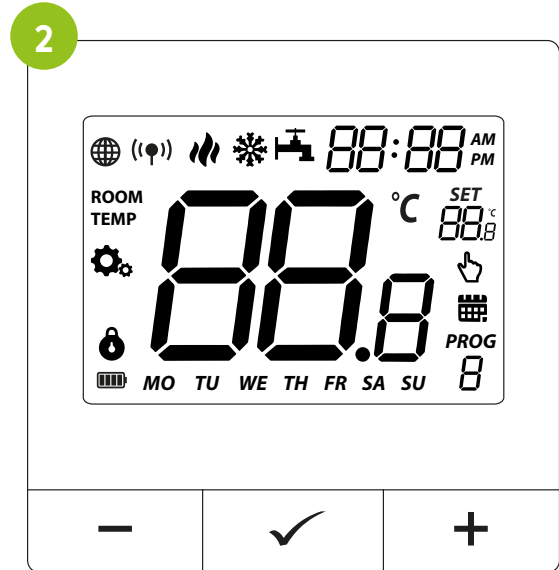 2
88:88 AM
PM
ROOM
TEMP
88.8 °C
SET
88.8 °C
PROG
8
MO TU WE TH FR SA SU
− ✓ +